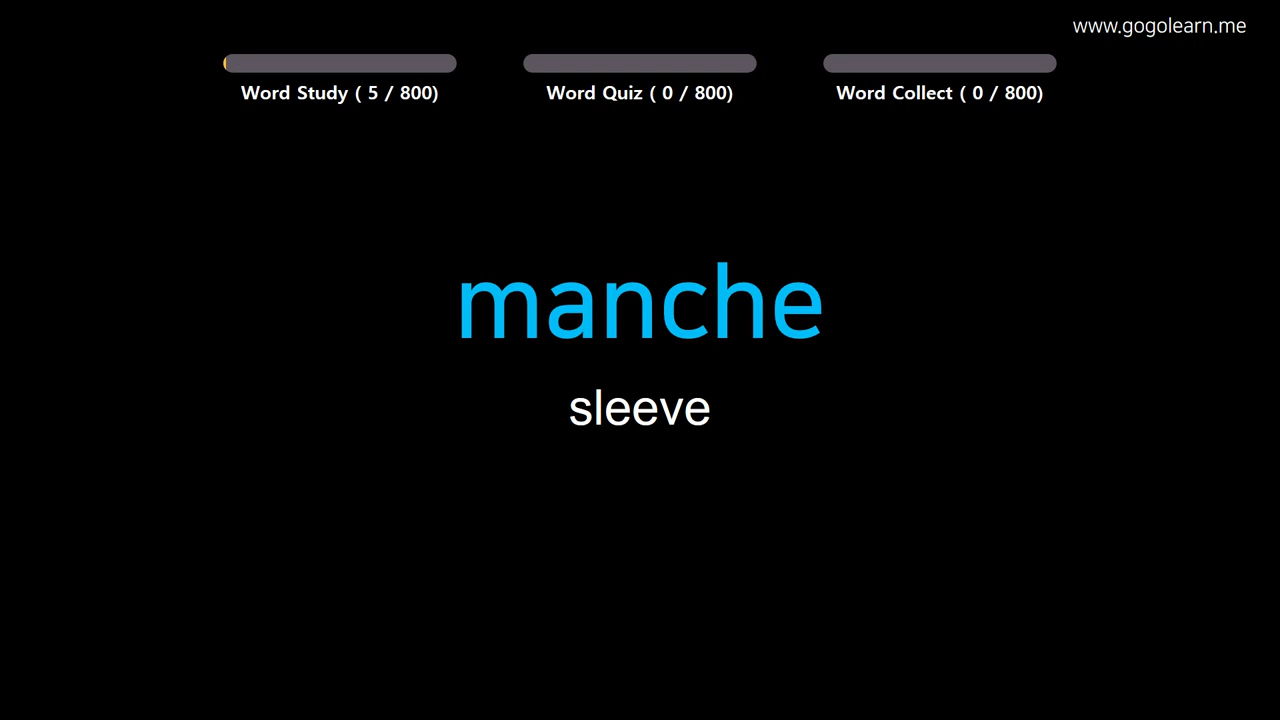 www.gogolearn.me
Word Study ( 5 / 800)
Word Quiz ( 0 / 800)
Word Collect ( 0 / 800)
manche
sleeve